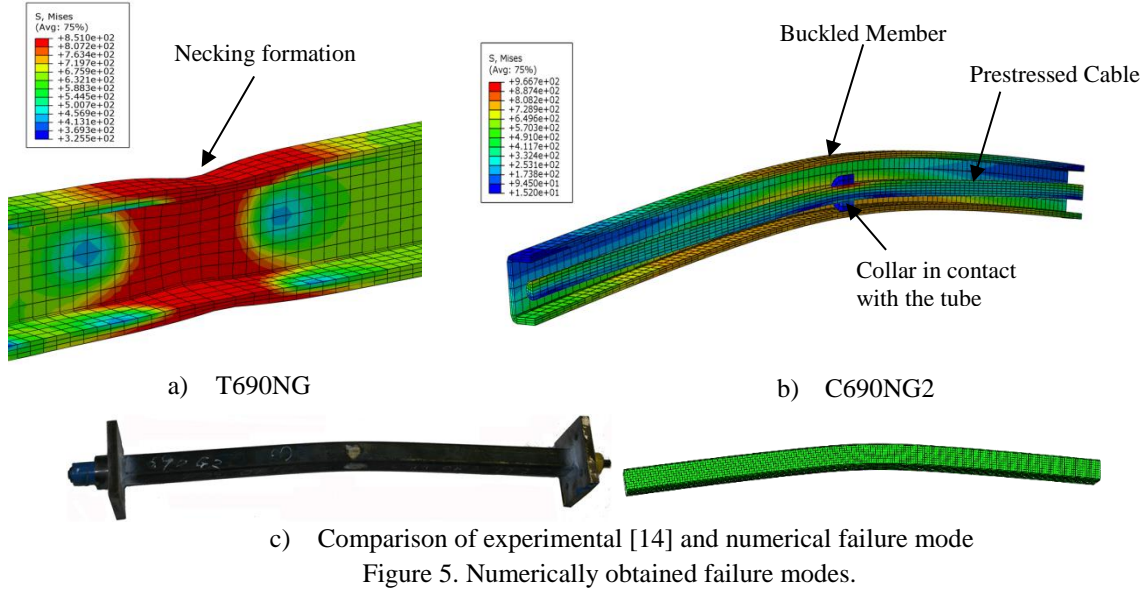 S, Mises
(Avg: 75%)
+8.510e+02
+8.072e+02
+7.634e+02
+7.197e+02
+6.759e+02
+6.321e+02
+5.883e+02
+5.445e+02
+5.007e+02
+4.569e+02
+4.131e+02
+3.693e+02
+3.255e+02
Necking formation
S, Mises
(Avg: 75%)
+9.667e+02
+8.874e+02
+8.082e+02
+7.289e+02
+6.496e+02
+5.703e+02
+4.910e+02
+4.117e+02
+3.324e+02
+2.531e+02
+1.738e+02
+9.450e+01
+1.520e+01
Buckled Member
Prestressed Cable
Collar in contact
with the tube
a) T690NG
b) C690NG2
c) Comparison of experimental [14] and numerical failure mode
Figure 5. Numerically obtained failure modes.